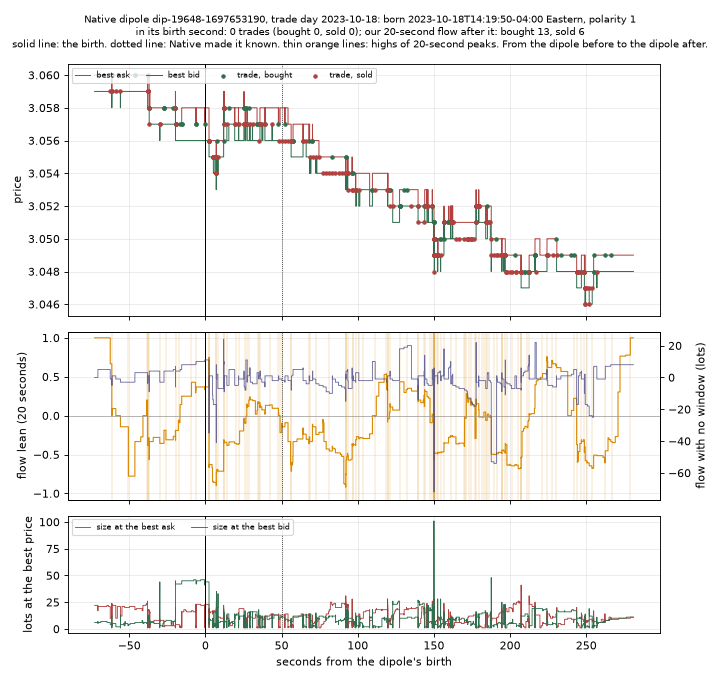 Native dipole dip-19648-1697653190, trade day 2023-10-18: born 2023-10-18T14:19:50-04:00 Eastern, polarity 1
in its birth second: 0 trades (bought 0, sold 0); our 20-second flow after it: bought 13, sold 6
solid line: the birth. dotted line: Native made it known. thin orange lines: highs of 20-second peaks. From the dipole before to the dipole after.
best ask best bid trade, bought trade, sold
3.060
3.058
3.056
3.054
3.052
3.050
3.048
3.046
price
1.0
0.5
0.0
−0.5
−1.0
flow lean (20 seconds)
20
0
−20
−40
−60
flow with no window (lots)
size at the best ask size at the best bid
100
75
50
25
0
lots at the best price
−50 0 50 100 150 200 250
seconds from the dipole's birth